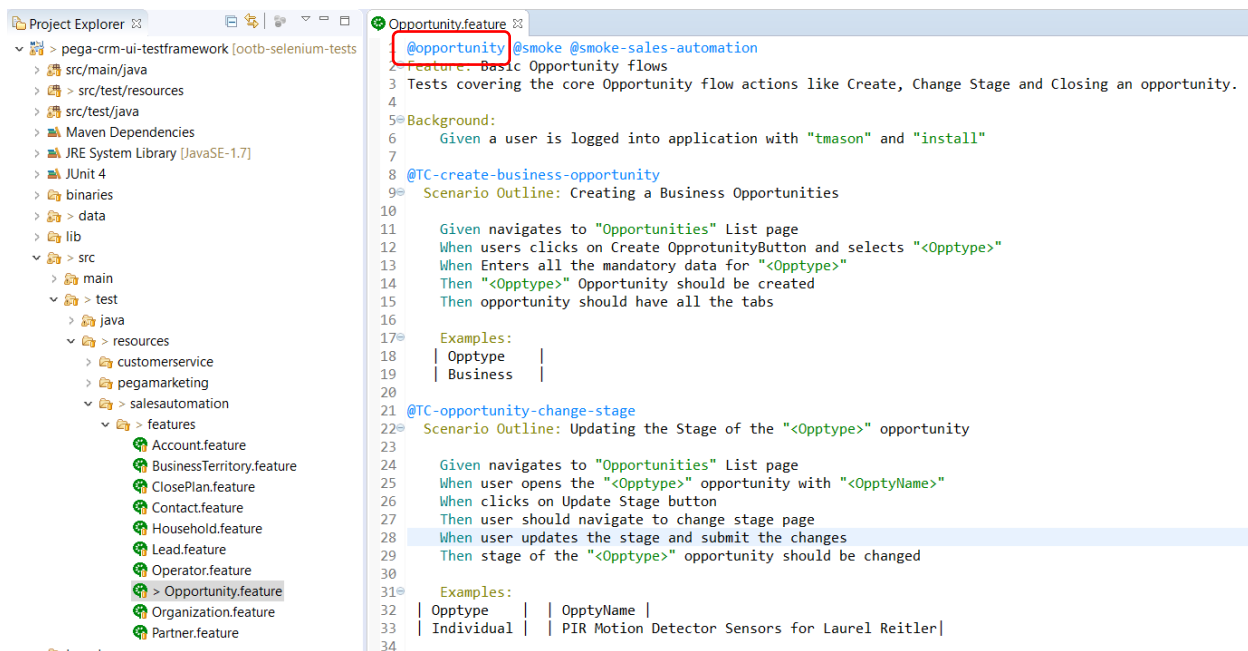 Project Explorer
> pega-crm-ui-testframework [ootb-selenium-tests
src/main/java
> src/test/resources
src/test/java
Maven Dependencies
JRE System Library [JavaSE-1.7]
JUnit 4
binaries
> data
lib
> src
main
> test
java
> resources
customerservice
pegamarketing
> salesautomation
> features
Account.feature
BusinessTerritory.feature
ClosePlan.feature
Contact.feature
Household.feature
Lead.feature
Operator.feature
> Opportunity.feature
Organization.feature
Partner.feature
Opportunity.feature
1 @opportunity @smoke @smoke-sales-automation
2 Feature: Basic Opportunity flows
3 Tests covering the core Opportunity flow actions like Create, Change Stage and Closing an opportunity.
4
5 Background:
6 Given a user is logged into application with "tmason" and "install"
7
8 @TC-create-business-opportunity
9 Scenario Outline: Creating a Business Opportunities
10
11 Given navigates to "Opportunities" List page
12 When users clicks on Create OpprotunityButton and selects "<Opptype>"
13 When Enters all the mandatory data for "<Opptype>"
14 Then "<Opptype>" Opportunity should be created
15 Then opportunity should have all the tabs
16
17 Examples:
18 | Opptype |
19 | Business |
20
21 @TC-opportunity-change-stage
22 Scenario Outline: Updating the Stage of the "<Opptype>" opportunity
23
24 Given navigates to "Opportunities" List page
25 When user opens the "<Opptype>" opportunity with "<OpptyName>"
26 When clicks on Update Stage button
27 Then user should navigate to change stage page
28 When user updates the stage and submit the changes
29 Then stage of the "<Opptype>" opportunity should be changed
30
31 Examples:
32 | Opptype | | OpptyName |
33 | Individual | | PIR Motion Detector Sensors for Laurel Reitler|
34